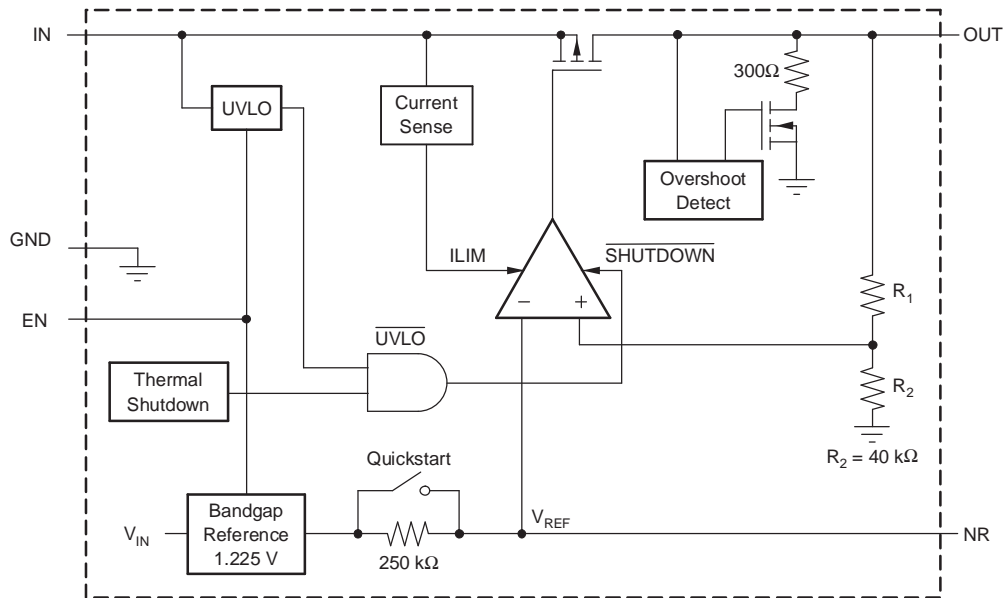 IN
OUT
300Ω
UVLO
Current
Sense
Overshoot
Detect
GND
ILIM
SHUTDOWN
R1
EN
− +
UVLO
Thermal
Shutdown
R2
R2 = 40 kΩ
Quickstart
VIN
Bandgap
Reference
1.225 V
250 kΩ
VREF
NR